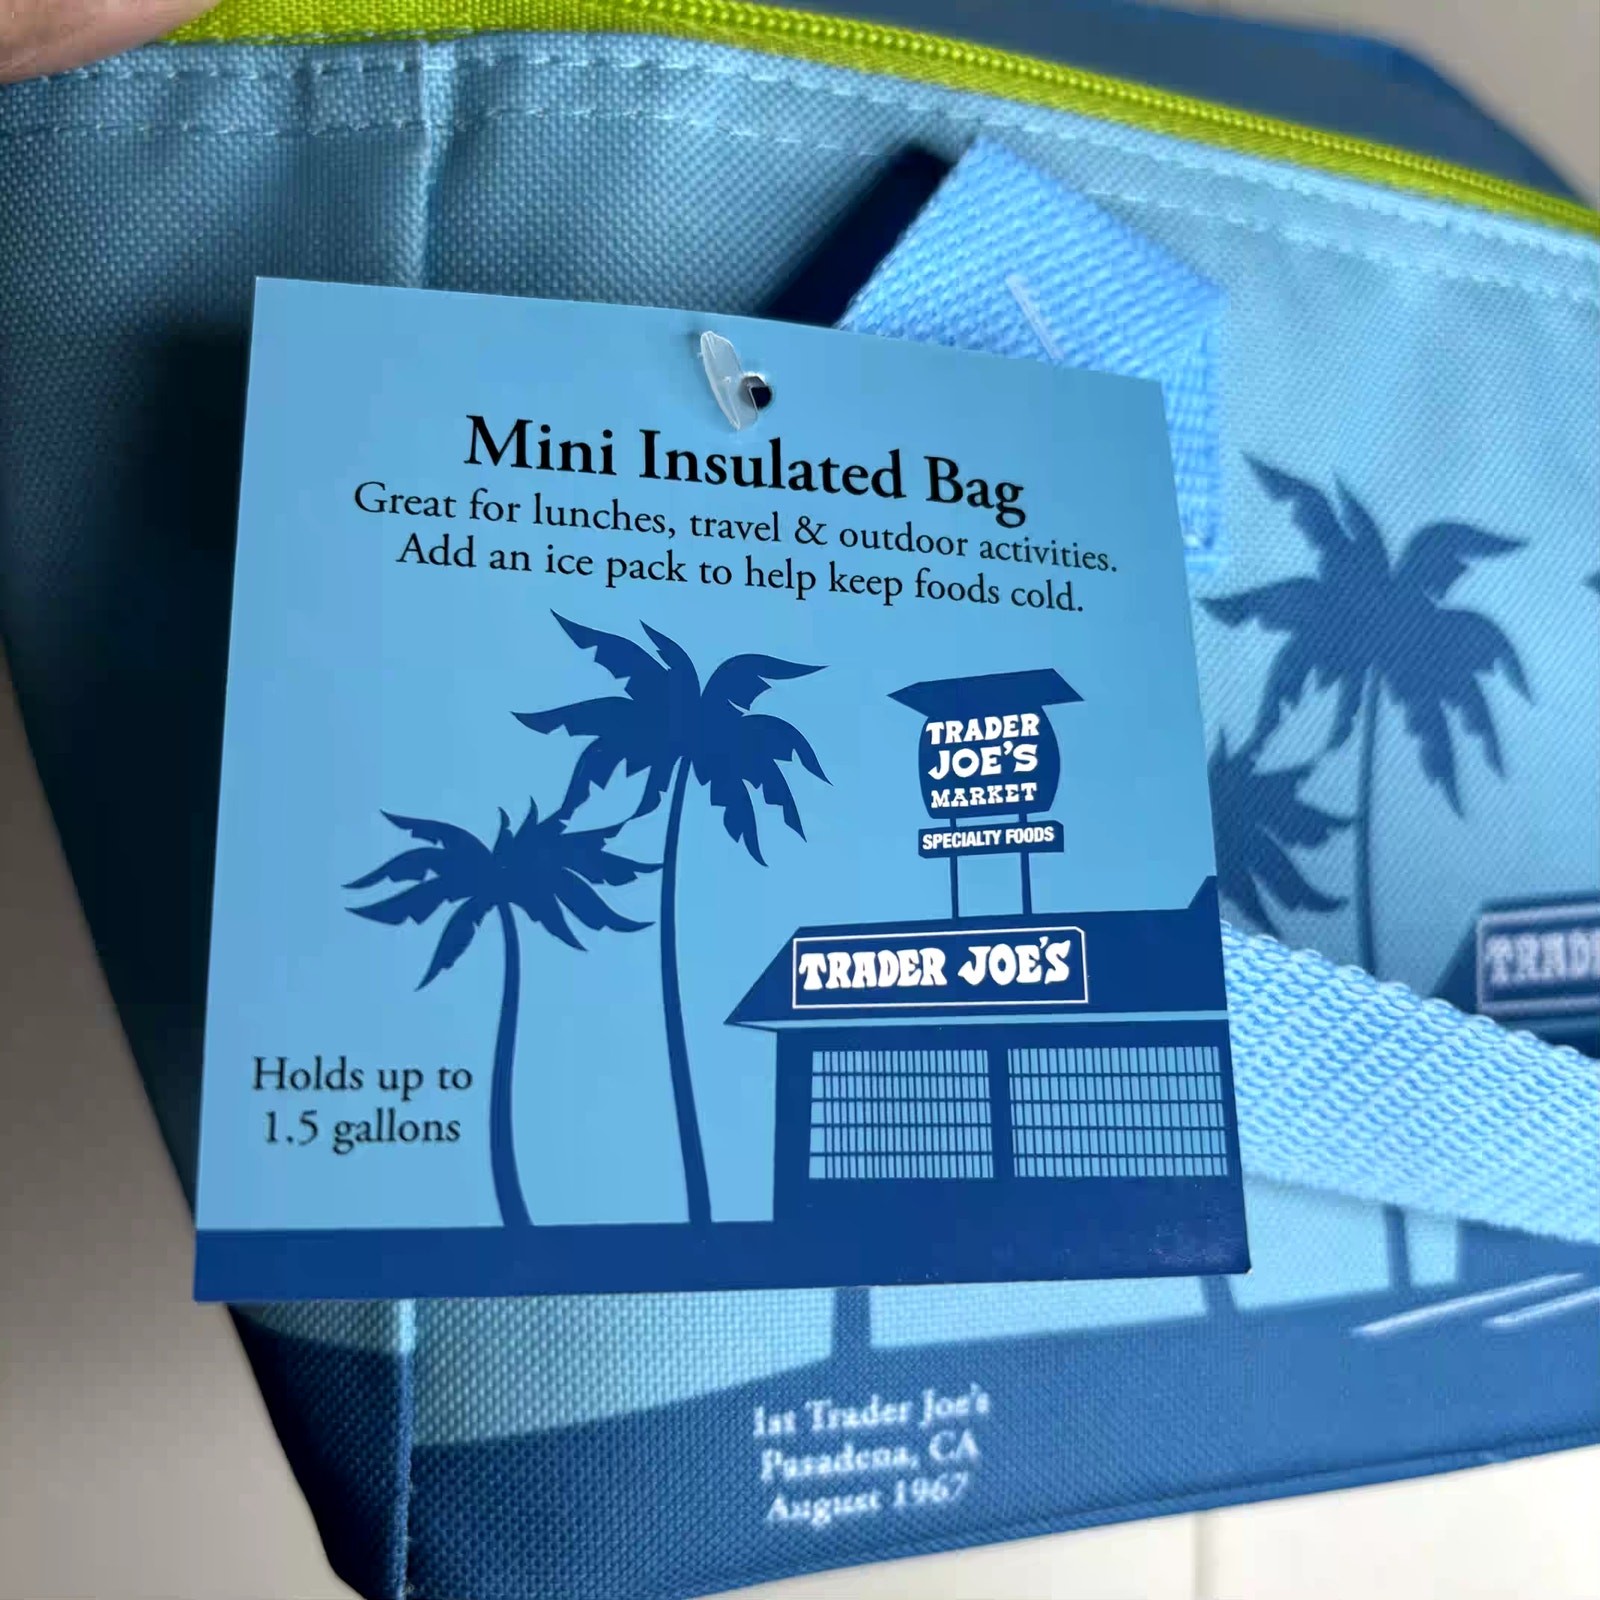 Mini Insulated Bag
Great for lunches, travel & outdoor activities.
Add an ice pack to help keep foods cold.
TRADER
JOE'S
MARKET
SPECIALTY FOODS
TRADER JOE'S
Holds up to
1.5 gallons
1st Trader Joe's
Pasadena, CA
August 1967